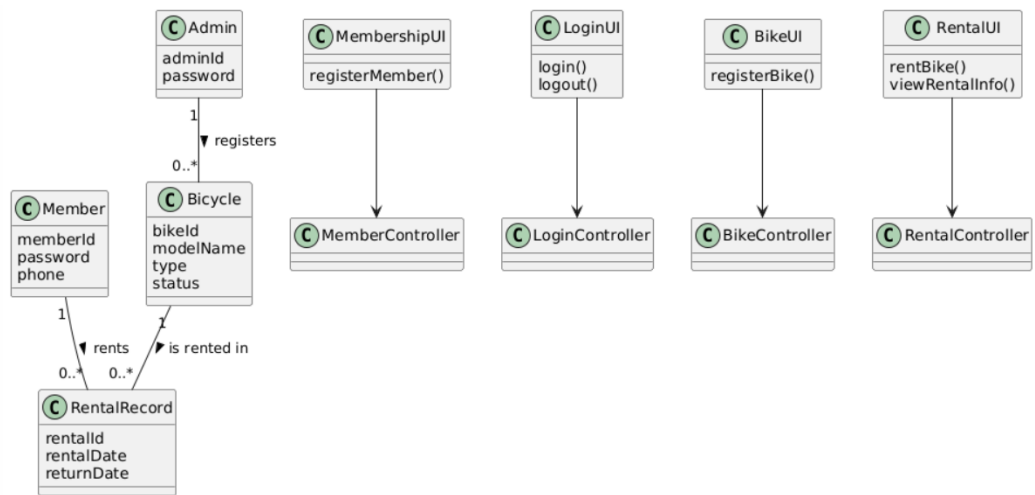 C Admin
adminId
password
1
registers
0..*
C Member
memberId
password
phone
C Bicycle
bikeId
modelName
type
status
1
rents
0..*
1
is rented in
0..*
C RentalRecord
rentalId
rentalDate
returnDate
C MembershipUI
registerMember()
C MemberController
C LoginUI
login()
logout()
C LoginController
C BikeUI
registerBike()
C BikeController
C RentalUI
rentBike()
viewRentalInfo()
C RentalController